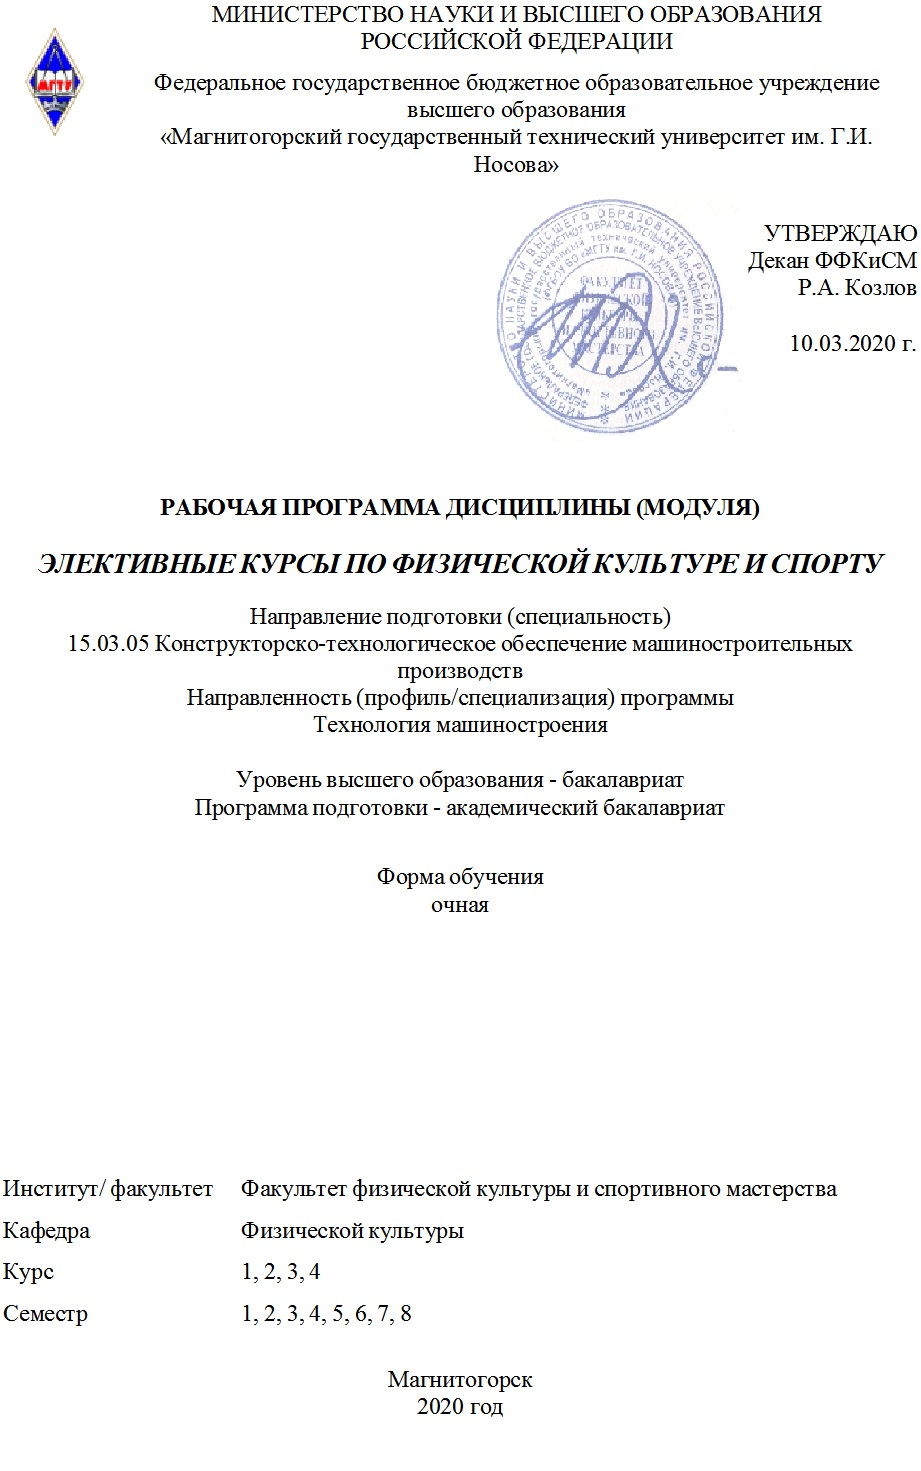 МИНИСТЕРСТВО НАУКИ И ВЫСШЕГО ОБРАЗОВАНИЯ
РОССИЙСКОЙ ФЕДЕРАЦИИ
МГТУ
Федеральное государственное бюджетное образовательное учреждение
высшего образования
«Магнитогорский государственный технический университет им. Г.И.
Носова»
УТВЕРЖДАЮ
Декан ФФКиСМ
Р.А. Козлов
10.03.2020 г.
РАБОЧАЯ ПРОГРАММА ДИСЦИПЛИНЫ (МОДУЛЯ)
ЭЛЕКТИВНЫЕ КУРСЫ ПО ФИЗИЧЕСКОЙ КУЛЬТУРЕ И СПОРТУ
Направление подготовки (специальность)
15.03.05 Конструкторско-технологическое обеспечение машиностроительных
производств
Направленность (профиль/специализация) программы
Технология машиностроения
Уровень высшего образования - бакалавриат
Программа подготовки - академический бакалавриат
Форма обучения
очная
Институт/ факультет Факультет физической культуры и спортивного мастерства
Кафедра Физической культуры
Курс 1, 2, 3, 4
Семестр 1, 2, 3, 4, 5, 6, 7, 8
Магнитогорск
2020 год